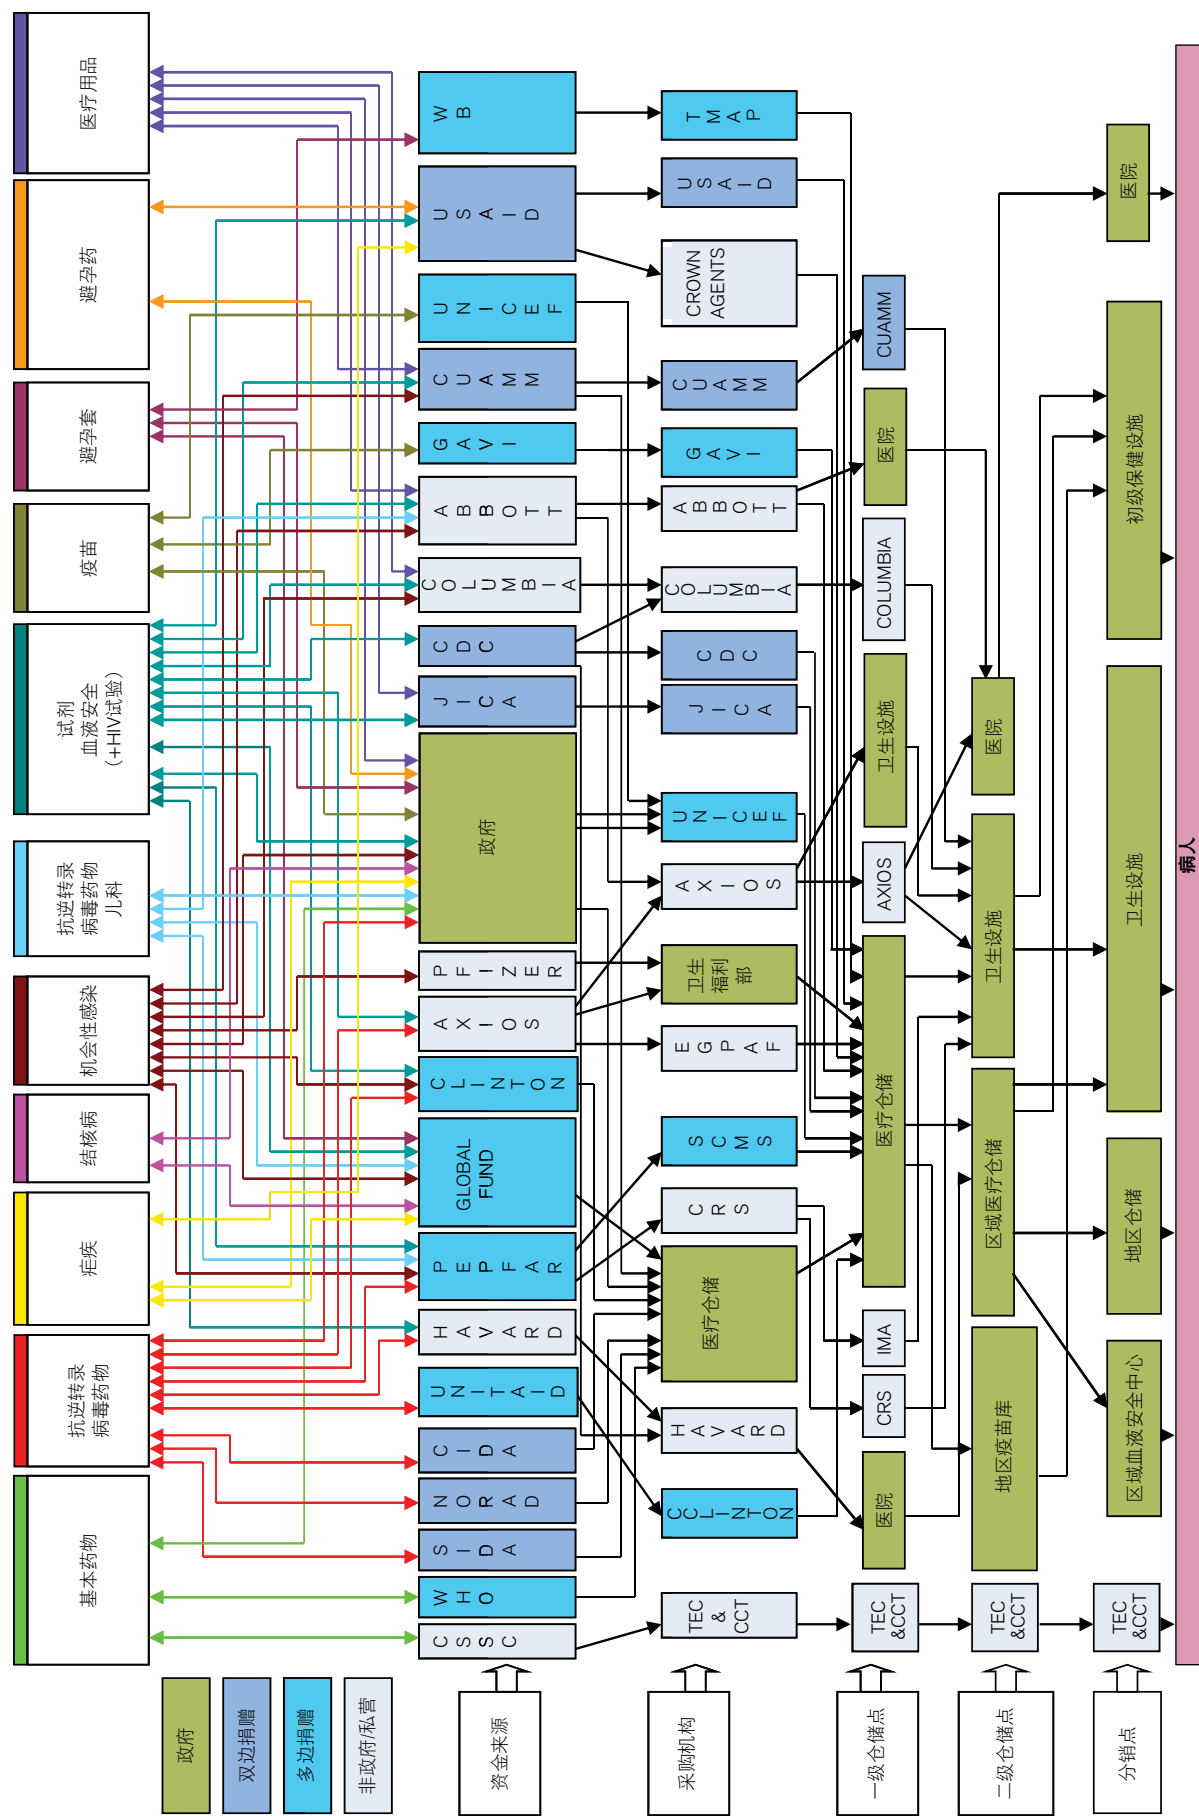 基本药物
抗逆转录
病毒药物
疟疾
结核病
机会性感染
抗逆转录
病毒药物
儿科
试剂
血液安全
(+HIV试验)
疫苗
避孕套
避孕药
医疗用品
政府
双边捐赠
多边捐赠
非政府/私营
资金来源
CSSC
WHO
SIDA
NORAD
CIDA
UNITAID
HAVARD
PEPFAR
GLOBAL
FUND
CLINTON
AXIOS
PFIZER
政府
JICA
CDC
COLUMBIA
ABBOTT
GAVI
CUAMM
UNICEF
USAID
WB
采购机构
TEC
&
CCT
CCLINTON
HAVARD
医疗仓储
CRS
SCMS
EGPAF
卫生
福利
部
AXIOS
UNICEF
JICA
CDC
COLUMBIA
ABBOTT
GAVI
CUAMM
CROWN
AGENTS
USAID
TMAP
一级仓储点
TEC
&CCT
医院
CRS
IMA
医疗仓储
AXIOS
卫生设施
COLUMBIA
医院
CUAMM
二级仓储点
TEC
&CCT
地区疫苗库
区域医疗仓储
卫生设施
医院
分销点
TEC
&CCT
区域血液安全中心
地区仓储
卫生设施
初级保健设施
医院
病人